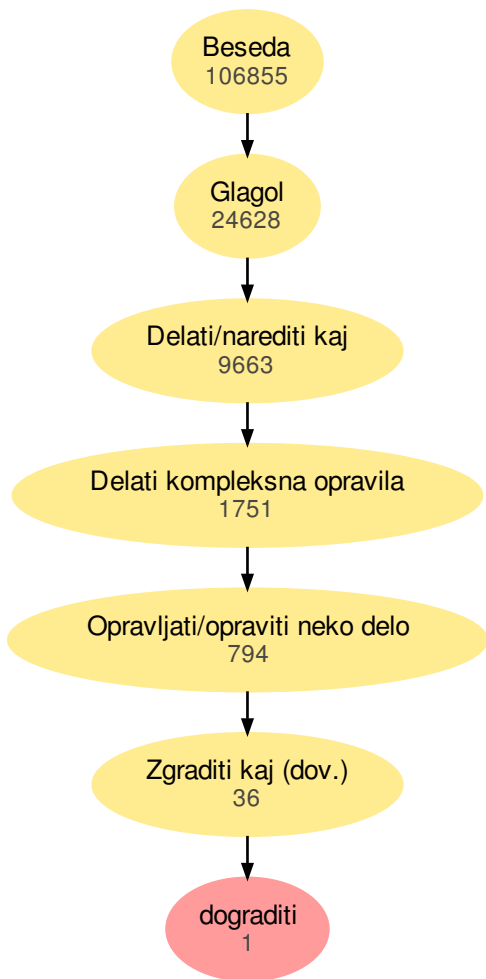 Beseda
106855
Glagol
24628
Delati/narediti kaj
9663
Delati kompleksna opravila
1751
Opravljati/opraviti neko delo
794
Zgraditi kaj (dov.)
36
dograditi
1